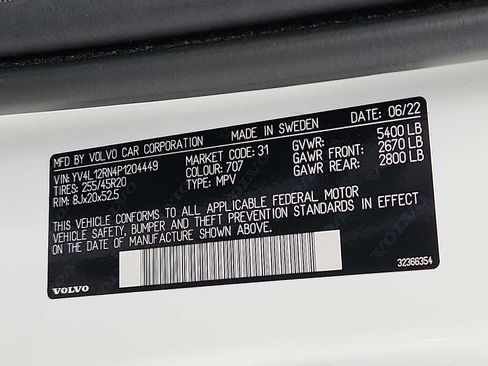 DATE: 06/22
MFD BY VOLVO CAR CORPORATION MADE IN SWEDEN
VIN: YV4L12RN4P1204449 MARKET CODE: 31 GVWR: 5400 LB
TIRES: 255/45R20 COLOUR: 707 GAWR FRONT: 2670 LB
RIM: 8Jx20x52.5 TYPE: MPV GAWR REAR: 2800 LB
THIS VEHICLE CONFORMS TO ALL APPLICABLE FEDERAL MOTOR
VEHICLE SAFETY, BUMPER AND THEFT PREVENTION STANDARDS IN EFFECT
ON THE DATE OF MANUFACTURE SHOWN ABOVE.
VOLVO 32366354